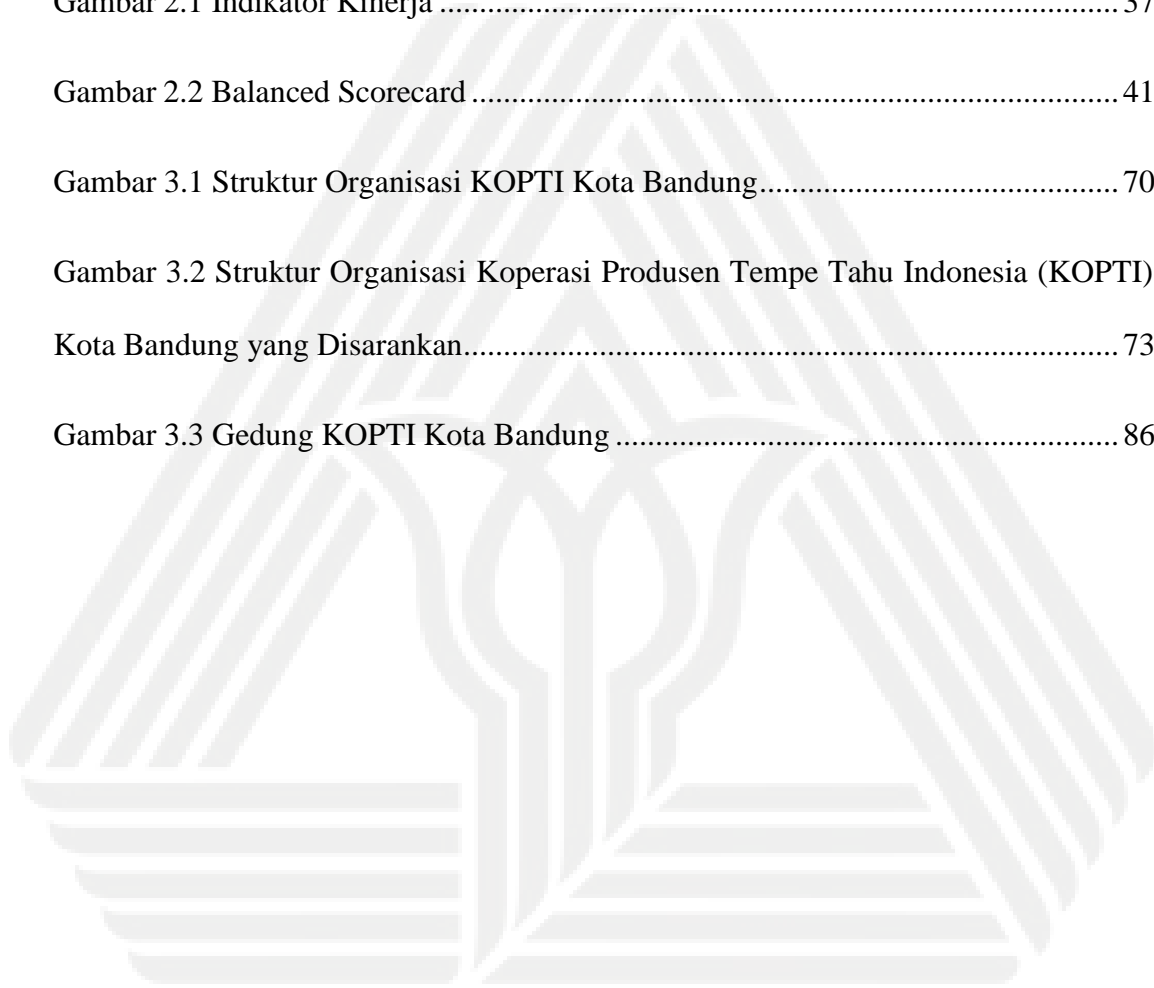 Gambar 2.1 Indikator Kinerja ........................................ 37
Gambar 2.2 Balanced Scorecard ........................................ 41
Gambar 3.1 Struktur Organisasi KOPTI Kota Bandung........................................ 70
Gambar 3.2 Struktur Organisasi Koperasi Produsen Tempe Tahu Indonesia (KOPTI)
Kota Bandung yang Disarankan........................................ 73
Gambar 3.3 Gedung KOPTI Kota Bandung ........................................ 86